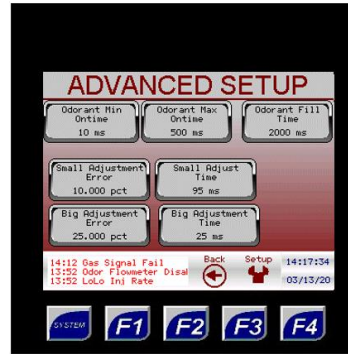 ADVANCED SETUP
Odorant Min
Ontime
10 ms
Odorant Max
Ontime
500 ms
Odorant Fill
Time
2000 ms
Small Adjustment
Error
10.000 pct
Small Adjust
Time
95 ms
Big Adjustment
Error
25.000 pct
Big Adjustment
Time
25 ms
14:12 Gas Signal Fail
13:52 Odor Flowmeter Disa
13:52 LoLo Inj Rate
Back
Setup
14:17:34
03/13/20
SYSTEM
F1
F2
F3
F4